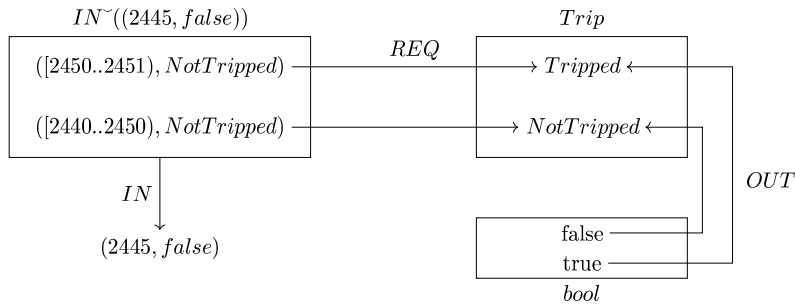 IN˘((2445, false))
Trip
([2450..2451), NotTripped)
REQ
Tripped
([2440..2450), NotTripped)
NotTripped
IN
OUT
(2445, false)
false
true
bool